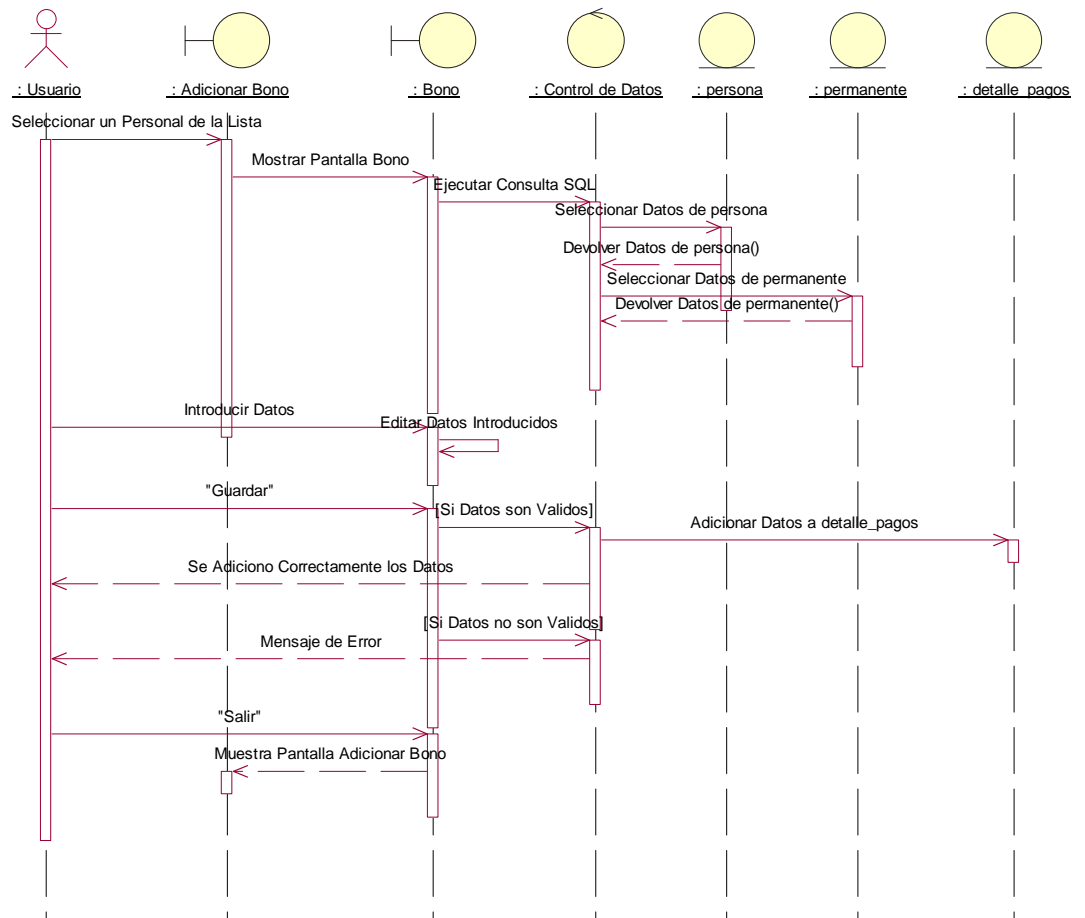 : Usuario
: Adicionar Bono
: Bono
: Control de Datos
: persona
: permanente
: detalle_pagos
Seleccionar un Personal de la Lista
Mostrar Pantalla Bono
Ejecutar Consulta SQL
Seleccionar Datos de persona
Devolver Datos de persona()
Seleccionar Datos de permanente
Devolver Datos de permanente()
Introducir Datos
Editar Datos Introducidos
"Guardar"
[Si Datos son Validos]
Adicionar Datos a detalle_pagos
Se Adiciono Correctamente los Datos
[Si Datos no son Validos]
Mensaje de Error
"Salir"
Muestra Pantalla Adicionar Bono